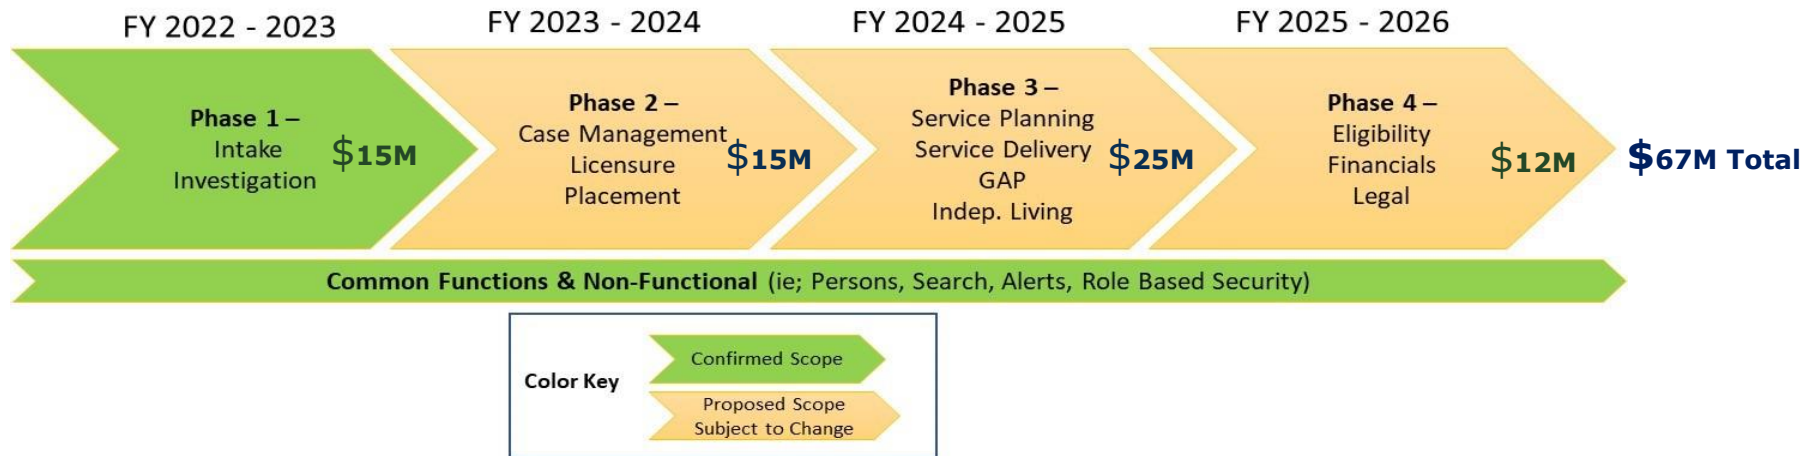 FY 2022 - 2023
FY 2023 - 2024
FY 2024 - 2025
FY 2025 - 2026
Phase 1 –
Intake
Investigation
$15M
Phase 2 –
Case Management
Licensure
Placement
$15M
Phase 3 –
Service Planning
Service Delivery
GAP
Indep. Living
$25M
Phase 4 –
Eligibility
Financials
Legal
$12M
$67M Total
Common Functions & Non-Functional (ie; Persons, Search, Alerts, Role Based Security)
Color Key
Confirmed Scope
Proposed Scope
Subject to Change